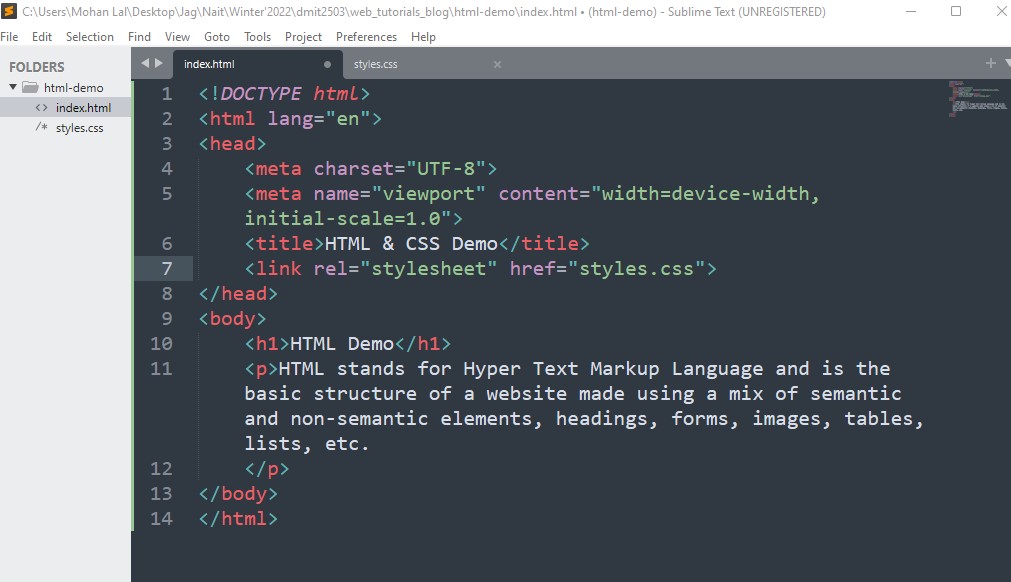 C:\Users\Mohan Lal\Desktop\Jag\Nait\Winter'2022\dmit2503\web_tutorials_blog\html-demo\index.html • (html-demo) - Sublime Text (UNREGISTERED)
File Edit Selection Find View Goto Tools Project Preferences Help
FOLDERS
html-demo
<> index.html
/* styles.css
index.html
styles.css
1 <!DOCTYPE html>
2 <html lang="en">
3 <head>
4 <meta charset="UTF-8">
5 <meta name="viewport" content="width=device-width,
initial-scale=1.0">
6 <title>HTML & CSS Demo</title>
7 <link rel="stylesheet" href="styles.css">
8 </head>
9 <body>
10 <h1>HTML Demo</h1>
11 <p>HTML stands for Hyper Text Markup Language and is the
basic structure of a website made using a mix of semantic
and non-semantic elements, headings, forms, images, tables,
lists, etc.
12 </p>
13 </body>
14 </html>